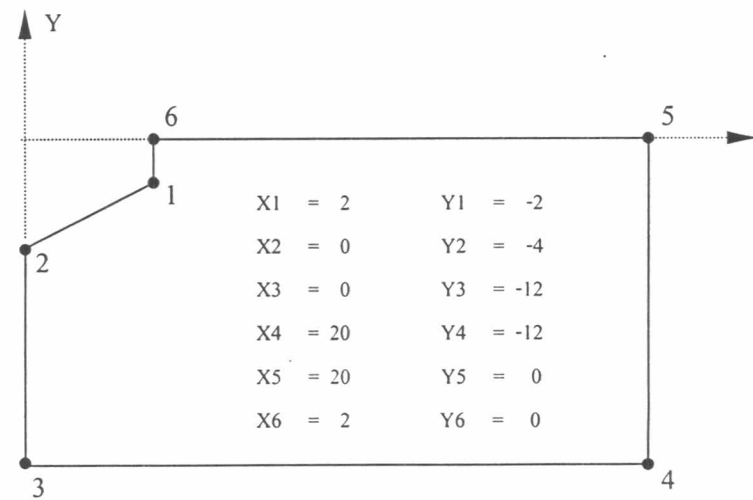 Y
6
5
1
2
X1 = 2 Y1 = -2
X2 = 0 Y2 = -4
X3 = 0 Y3 = -12
X4 = 20 Y4 = -12
X5 = 20 Y5 = 0
X6 = 2 Y6 = 0
3
4